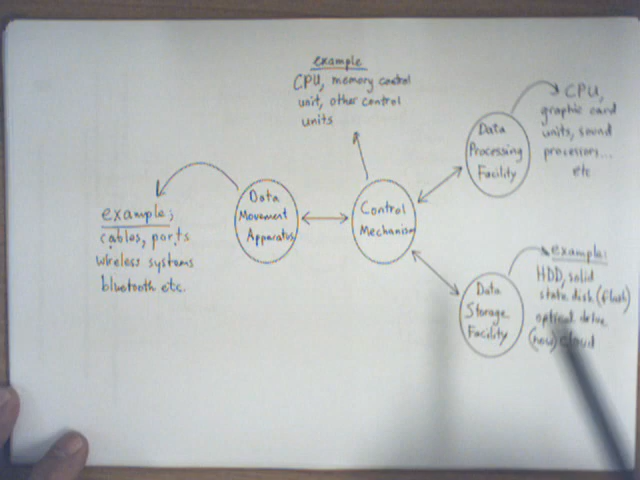 example
CPU, memory control
unit, other control
units
Data
Processing
Facility
CPU,
graphic card
units, sound
processors...
etc
Data
Movement
Apparatus
Control
Mechanism
example;
cables, ports
wireless systems
bluetooth etc.
Data
Storage
Facility
example:
HDD, solid
state disk (flash)
optical drive
(new) cloud